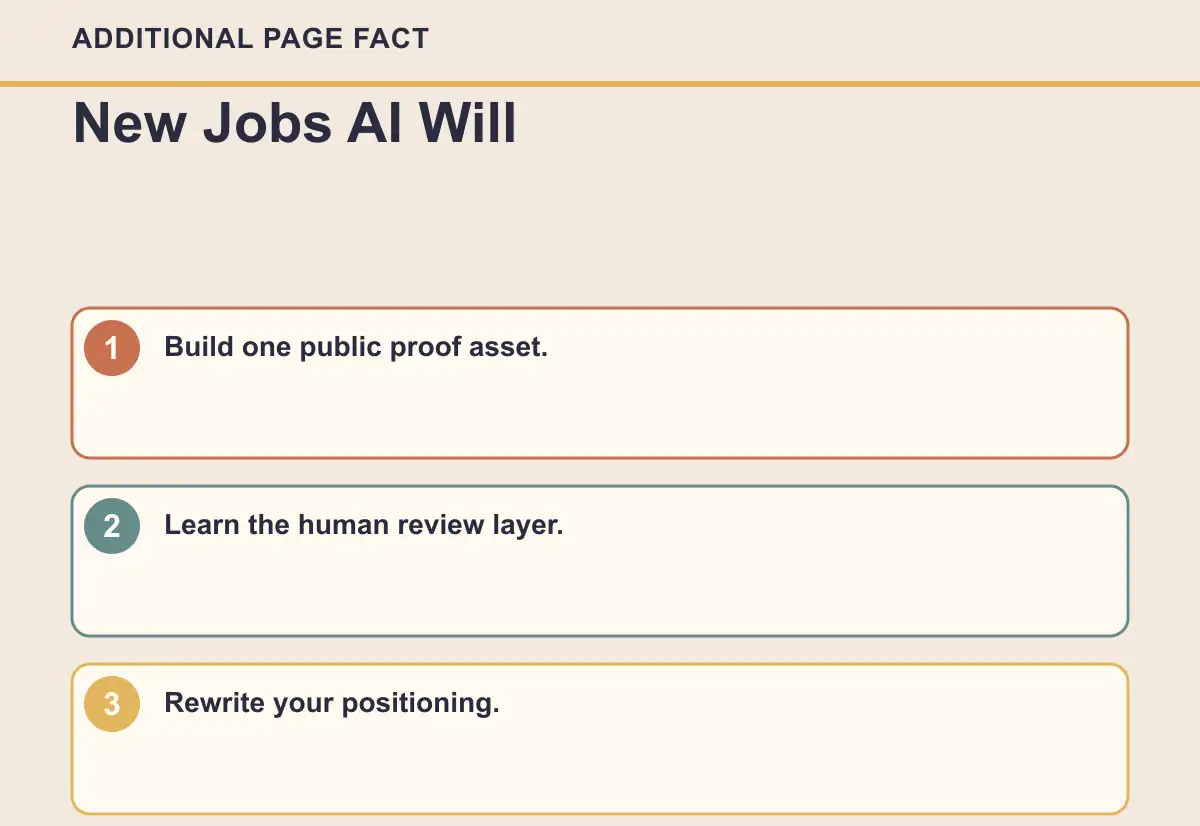 ADDITIONAL PAGE FACT
New Jobs AI Will
1
Build one public proof asset.
2
Learn the human review layer.
3
Rewrite your positioning.